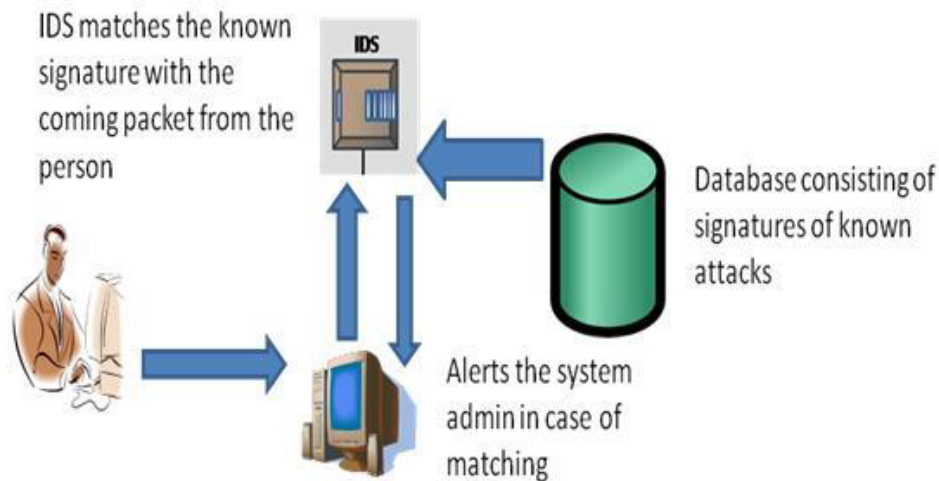 IDS matches the known
signature with the
coming packet from the
person
IDS
Database consisting of
signatures of known
attacks
Alerts the system
admin in case of
matching